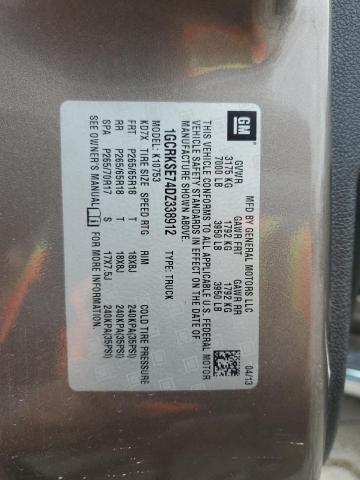 GM
MFD BY GENERAL MOTORS LLC 04/13
GVWR GAWR FRT GAWR RR
3175 KG 1792 KG 1792 KG
7000 LB 3950 LB 3950 LB
THIS VEHICLE CONFORMS TO ALL APPLICABLE U.S. FEDERAL MOTOR
VEHICLE SAFETY STANDARDS IN EFFECT ON THE DATE OF
MANUFACTURE SHOWN ABOVE.
1GCRKSE74DZ338912 TYPE: TRUCK
MODEL: K10753
KD7X TIRE SIZE SPEED RTG RIM COLD TIRE PRESSURE
FRT P265/65R18 T 18X8J 240KPA(35PSI)
RR P265/65R18 T 18X8J 240KPA(35PSI)
SPA P265/70R17 S 17X7.5J 240KPA(35PSI)
SEE OWNER'S MANUAL FOR MORE INFORMATION.